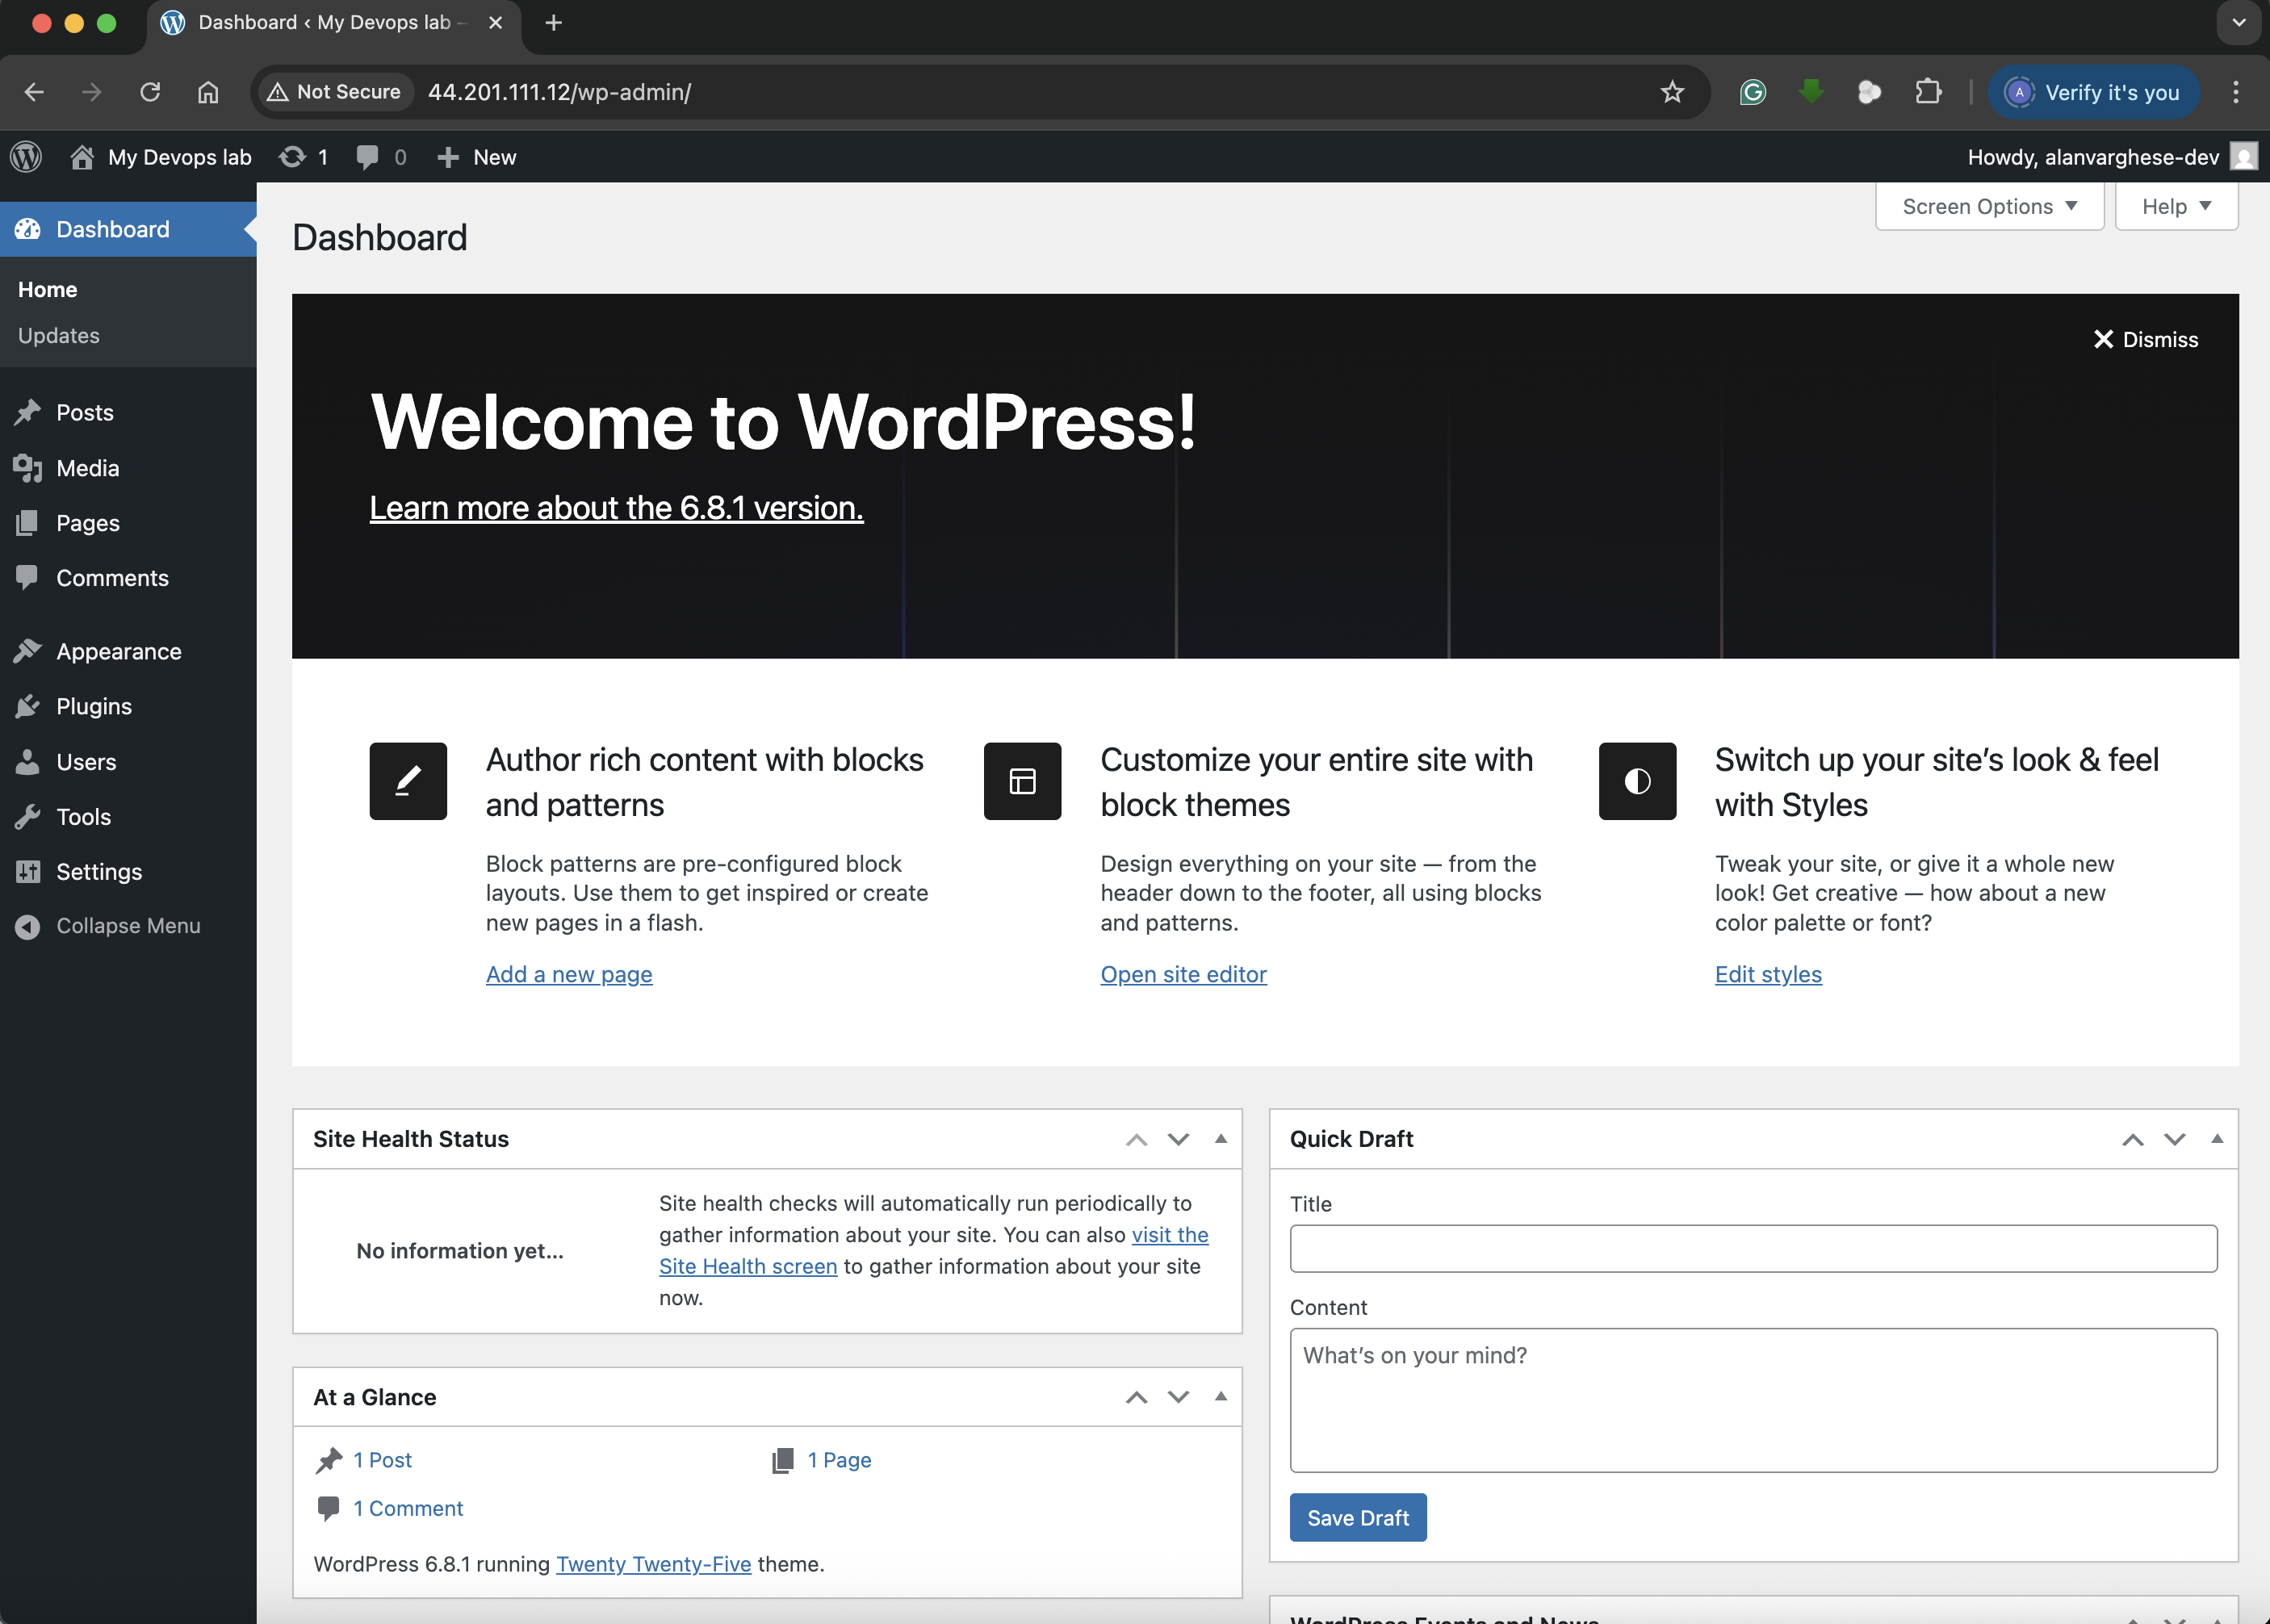 Dashboard ‹ My Devops lab –
Not Secure
44.201.111.12/wp-admin/
A
Verify it's you
My Devops lab
1
0
New
Howdy, alanvarghese-dev
Dashboard
Home
Updates
Posts
Media
Pages
Comments
Appearance
Plugins
Users
Tools
Settings
Collapse Menu
Screen Options
Help
Dashboard
Dismiss
Welcome to WordPress!
Learn more about the 6.8.1 version.
Author rich content with blocks
and patterns
Block patterns are pre-configured block
layouts. Use them to get inspired or create
new pages in a flash.
Add a new page
Customize your entire site with
block themes
Design everything on your site — from the
header down to the footer, all using blocks
and patterns.
Open site editor
Switch up your site’s look & feel
with Styles
Tweak your site, or give it a whole new
look! Get creative — how about a new
color palette or font?
Edit styles
Site Health Status
No information yet...
Site health checks will automatically run periodically to
gather information about your site. You can also visit the
Site Health screen to gather information about your site
now.
At a Glance
1 Post
1 Page
1 Comment
WordPress 6.8.1 running Twenty Twenty-Five theme.
Quick Draft
Title
Content
What’s on your mind?
Save Draft
WordPress Events and News